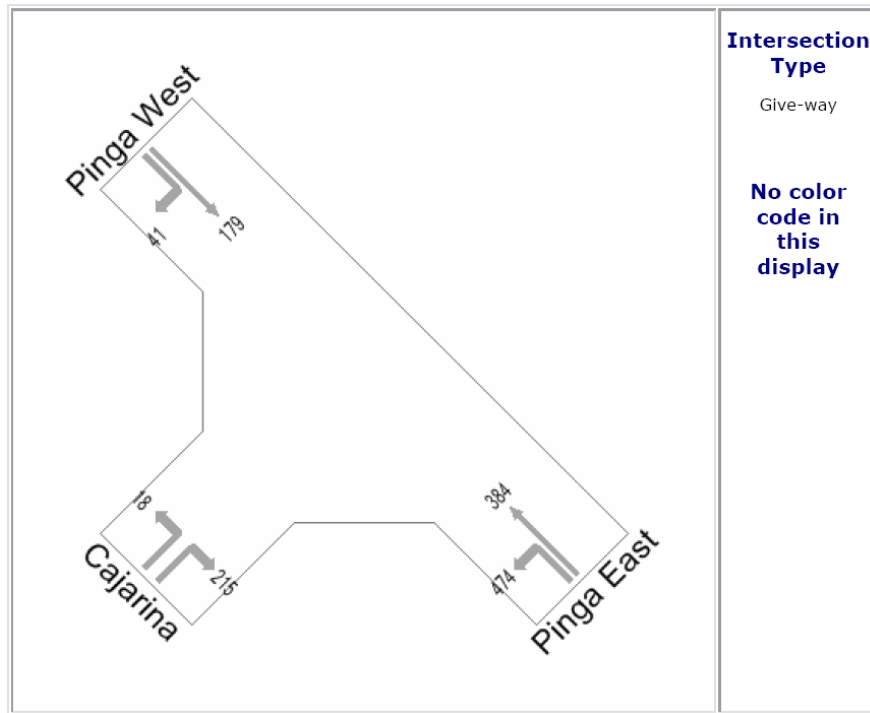 Pinga West
41
179
18
215
Cajarina
384
474
Pinga East
Intersection
Type
Give-way
No color
code in
this
display